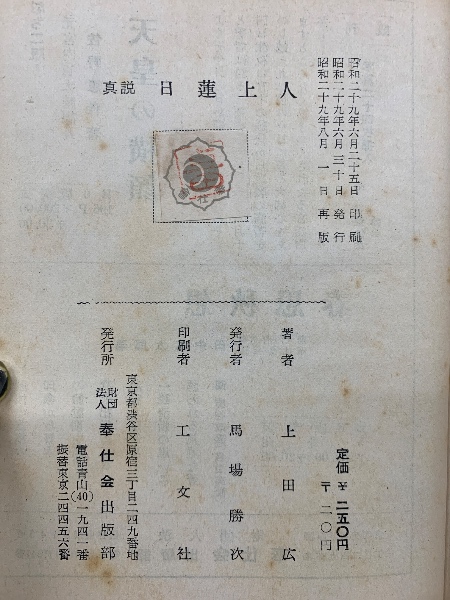 真説 日蓮上人
昭和二十九年六月二十五日 印刷
昭和二十九年六月三十日 発行
昭和二十九年八月一日 再版
定価 ¥ 二五〇円
〒 二〇円
著者 上田広
発行者 馬場勝次
印刷者 工文社
東京都渋谷区原宿三丁目二四九番地
発行所 財団法人 奉仕会出版部
電話青山(40)一九四一番
振替東京二四四五六番